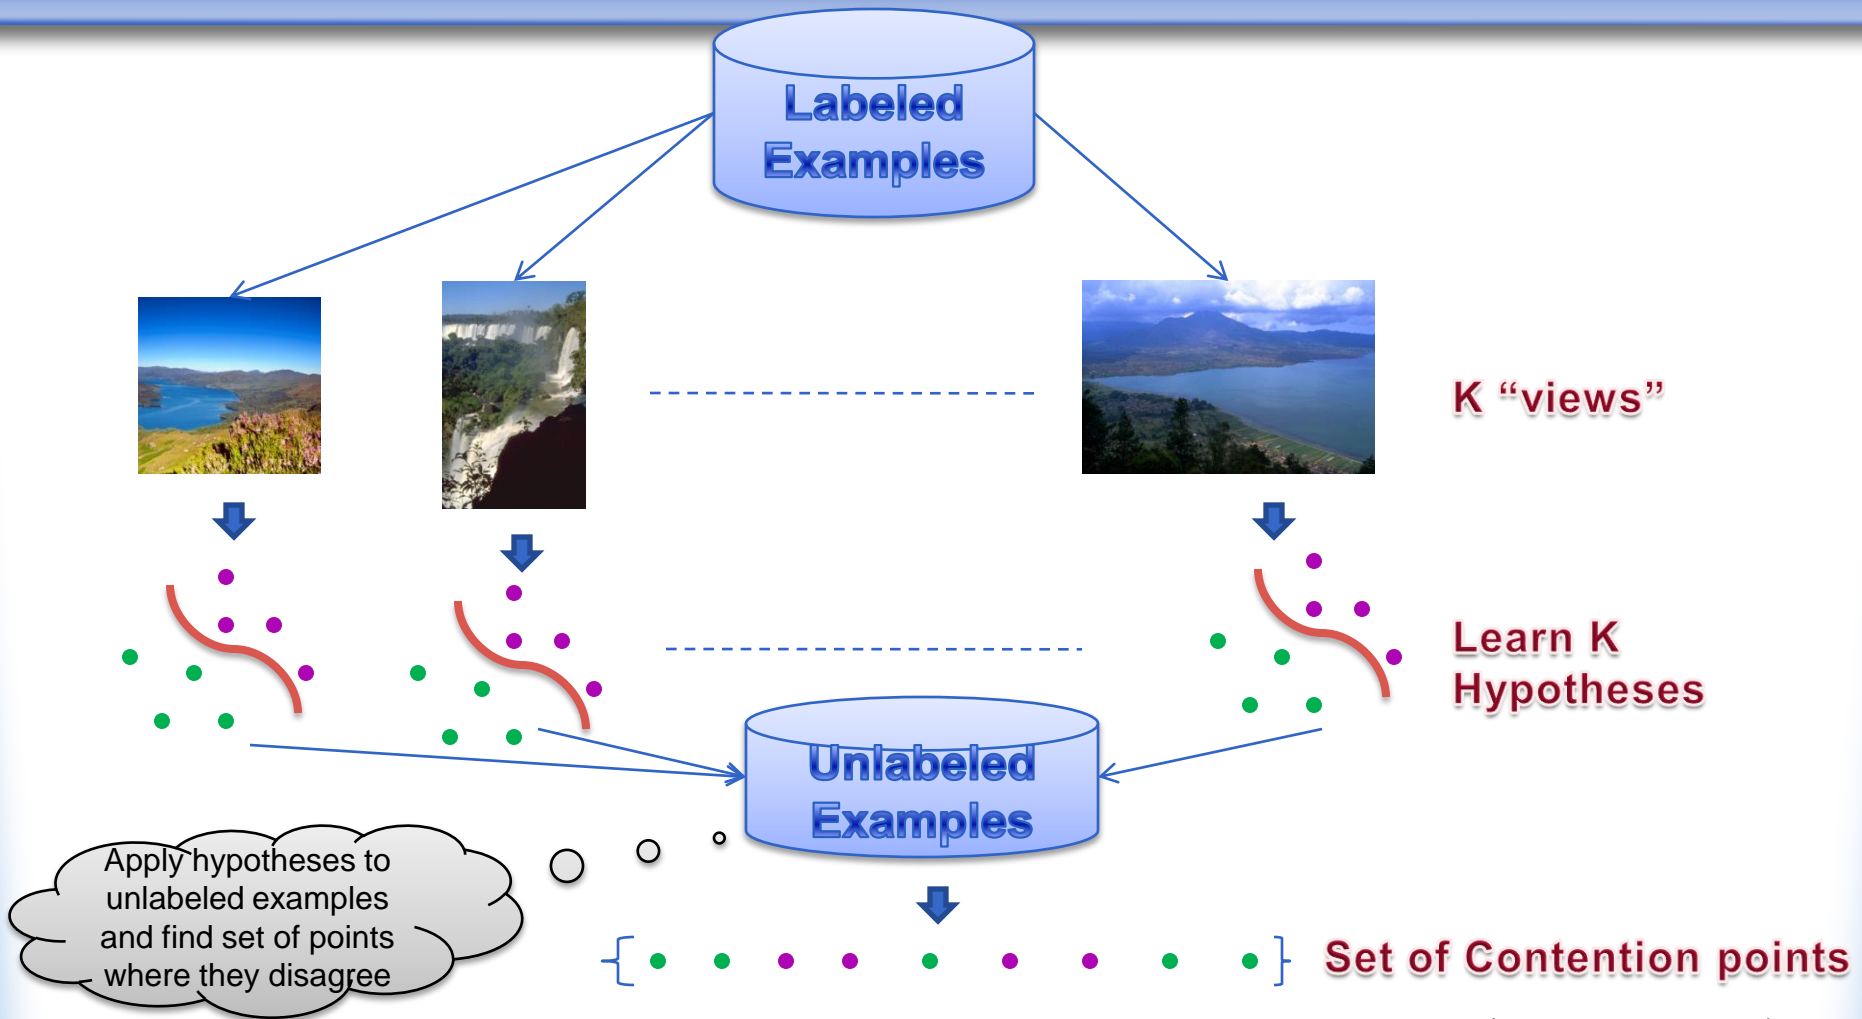 Labeled
Examples
K “views”
Learn K
Hypotheses
Unlabeled
Examples
Apply hypotheses to
unlabeled examples
and find set of points
where they disagree
Set of Contention points